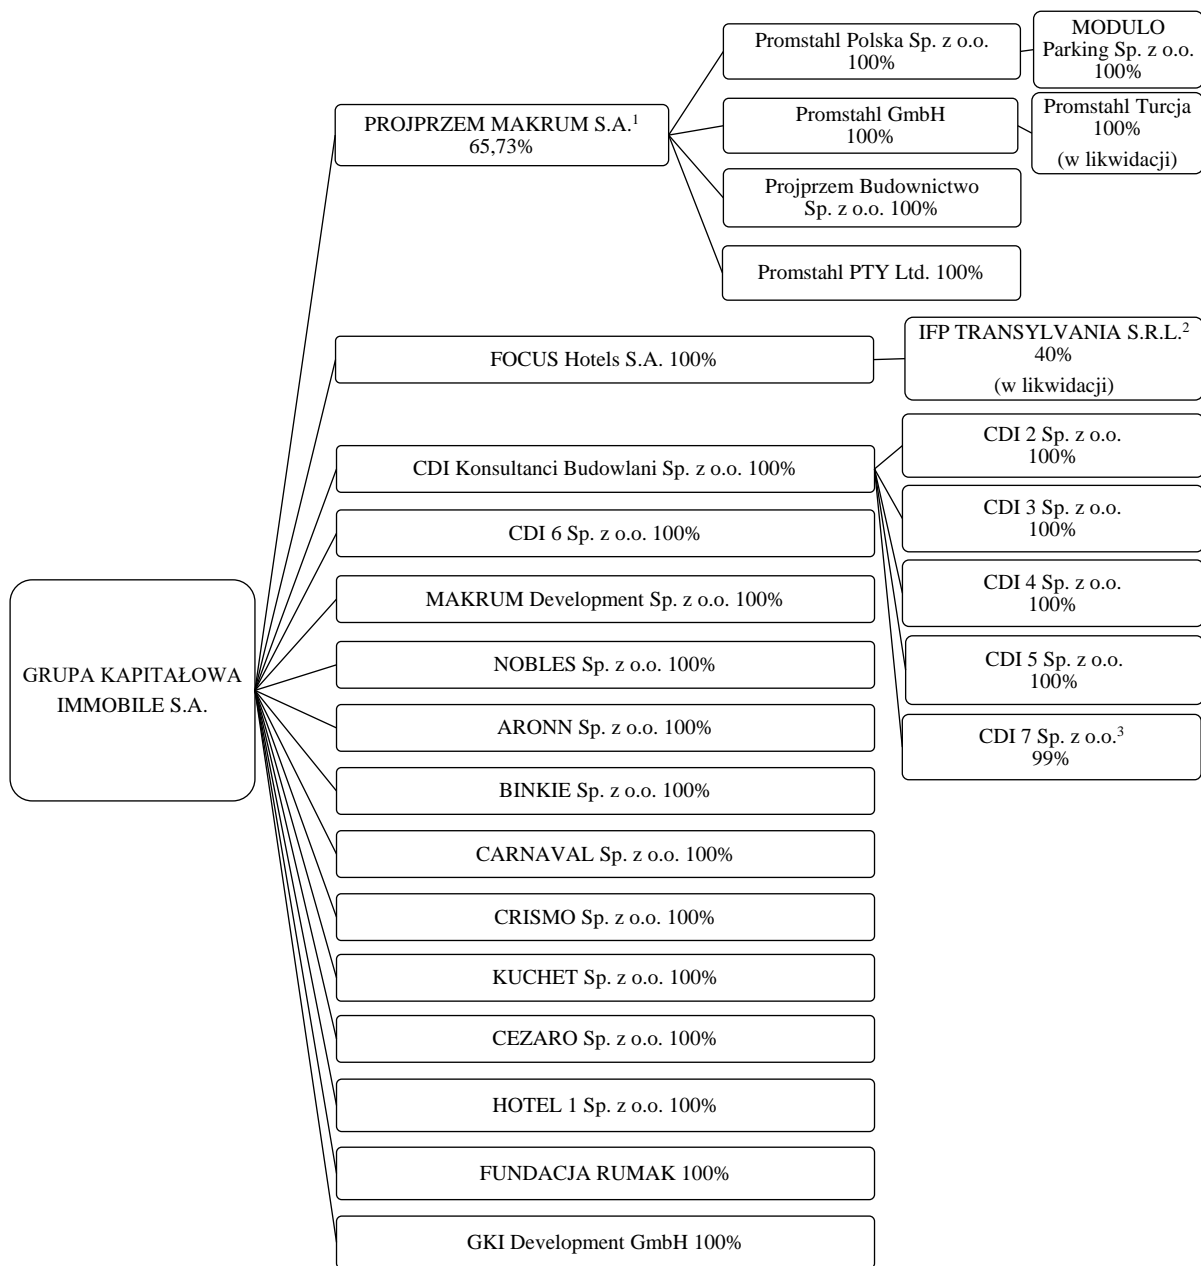 GRUPA KAPITAŁOWA
IMMOBILE S.A.
PROJPRZEM MAKRUM S.A.¹
65,73%
Promstahl Polska Sp. z o.o.
100%
MODULO
Parking Sp. z o.o.
100%
Promstahl GmbH
100%
Promstahl Turcja
100%
(w likwidacji)
Projprzem Budownictwo
Sp. z o.o. 100%
Promstahl PTY Ltd. 100%
FOCUS Hotels S.A. 100%
IFP TRANSYLVANIA S.R.L.²
40%
(w likwidacji)
CDI Konsultanci Budowlani Sp. z o.o. 100%
CDI 2 Sp. z o.o.
100%
CDI 3 Sp. z o.o.
100%
CDI 4 Sp. z o.o.
100%
CDI 5 Sp. z o.o.
100%
CDI 7 Sp. z o.o.³
99%
CDI 6 Sp. z o.o. 100%
MAKRUM Development Sp. z o.o. 100%
NOBLES Sp. z o.o. 100%
ARONN Sp. z o.o. 100%
BINKIE Sp. z o.o. 100%
CARNAVAL Sp. z o.o. 100%
CRISMO Sp. z o.o. 100%
KUCHET Sp. z o.o. 100%
CEZARO Sp. z o.o. 100%
HOTEL 1 Sp. z o.o. 100%
FUNDACJA RUMAK 100%
GKI Development GmbH 100%